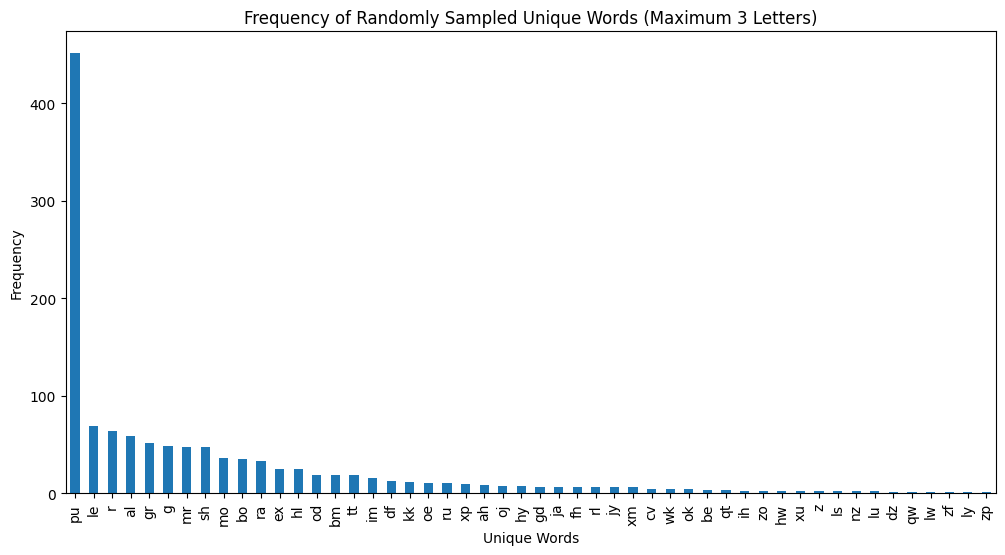 Frequency of Randomly Sampled Unique Words (Maximum 3 Letters)
400
300
200
100
0
Frequency
pu le r al gr g mr sh mo bo ra ex hl od bm tt im df kk oe ru xp ah oj hy gd ja fh rl jy xm cv wk ok be qt ih zo hw xu z ls nz lu dz qw lw zf ly zp
Unique Words